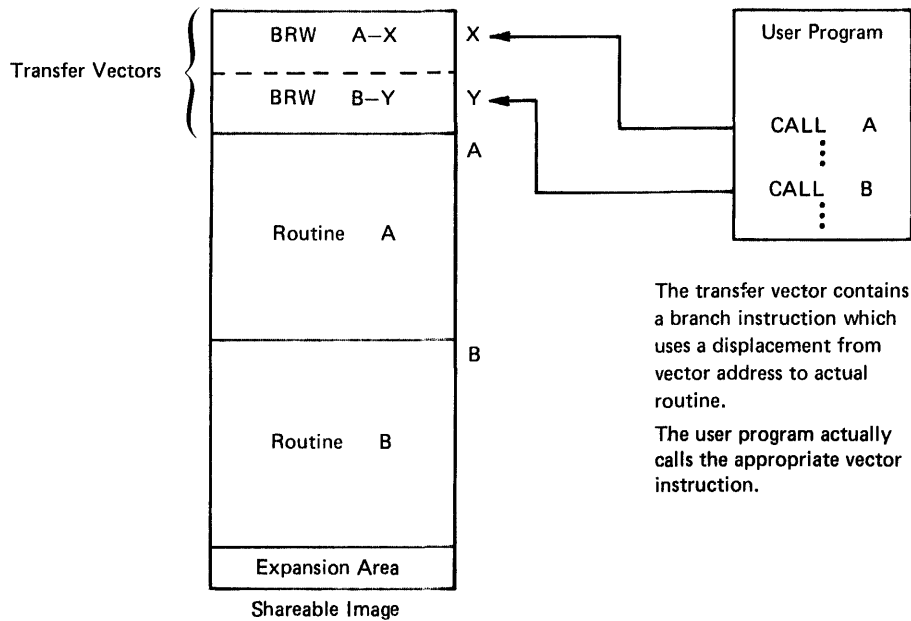 Transfer Vectors
BRW A–X
BRW B–Y
X
Y
A
Routine A
B
Routine B
Expansion Area
Shareable Image
User Program
CALL A
CALL B
The transfer vector contains
a branch instruction which
uses a displacement from
vector address to actual
routine.
The user program actually
calls the appropriate vector
instruction.